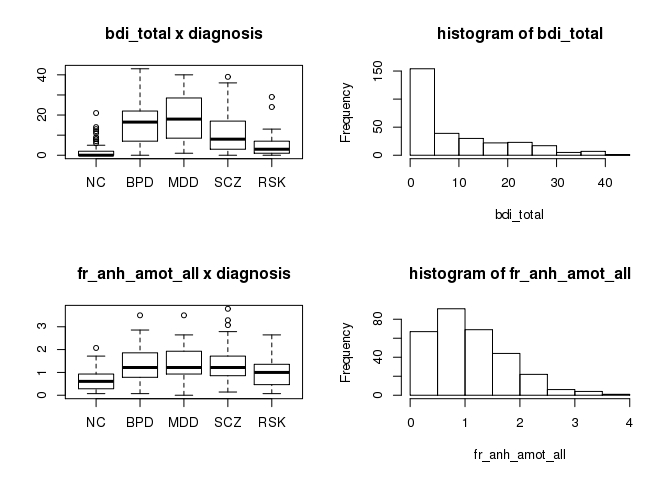 bdi_total x diagnosis
40
20
0
NC BPD MDD SCZ RSK
histogram of bdi_total
Frequency
150
50
0
0 10 20 30 40
bdi_total
fr_anh_amot_all x diagnosis
3
2
1
0
NC BPD MDD SCZ RSK
histogram of fr_anh_amot_all
Frequency
80
40
0
0 1 2 3 4
fr_anh_amot_all